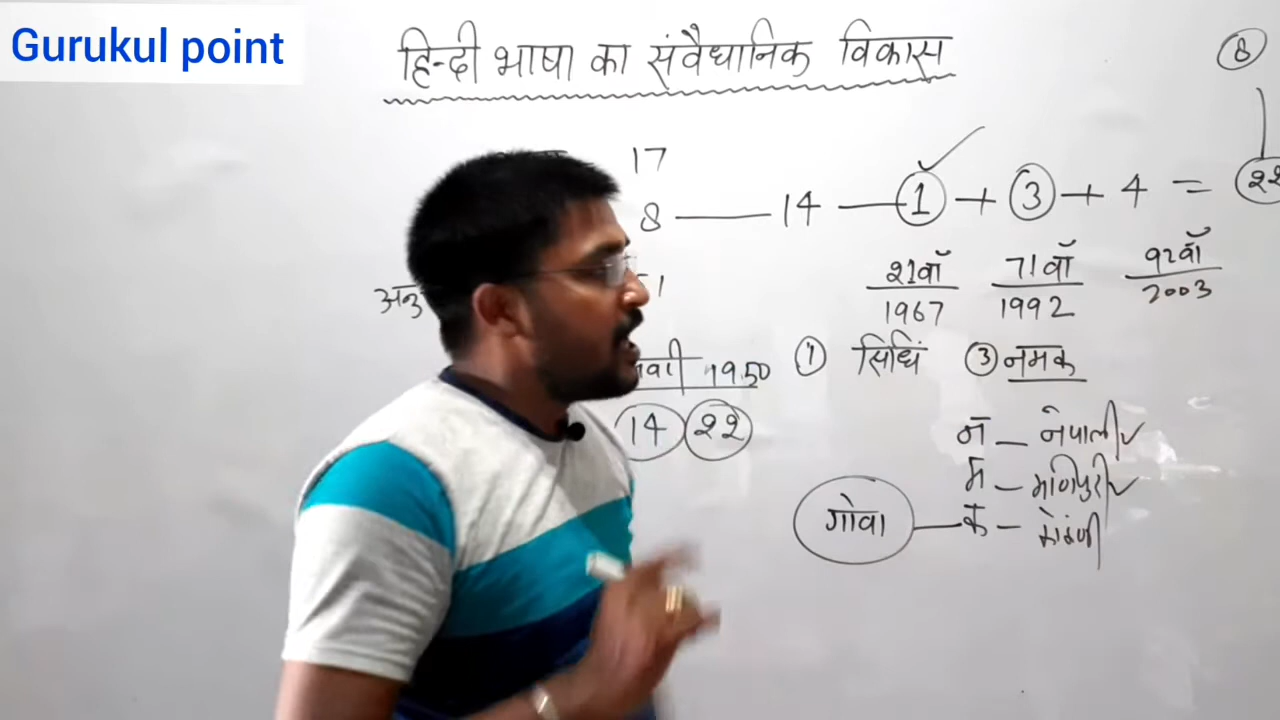 Gurukul point
हिन्दी भाषा का संवैधानिक विकास
8
17
8 — 14 — 1 + 3 + 4 = 22
21वाँ 71वाँ 92वाँ
1967 1992 2003
अनु
1950 1 सिधिं 3 नमक
14 22
न — नेपाली
म — मणिपुरी
गोवा — क — कोंकणी